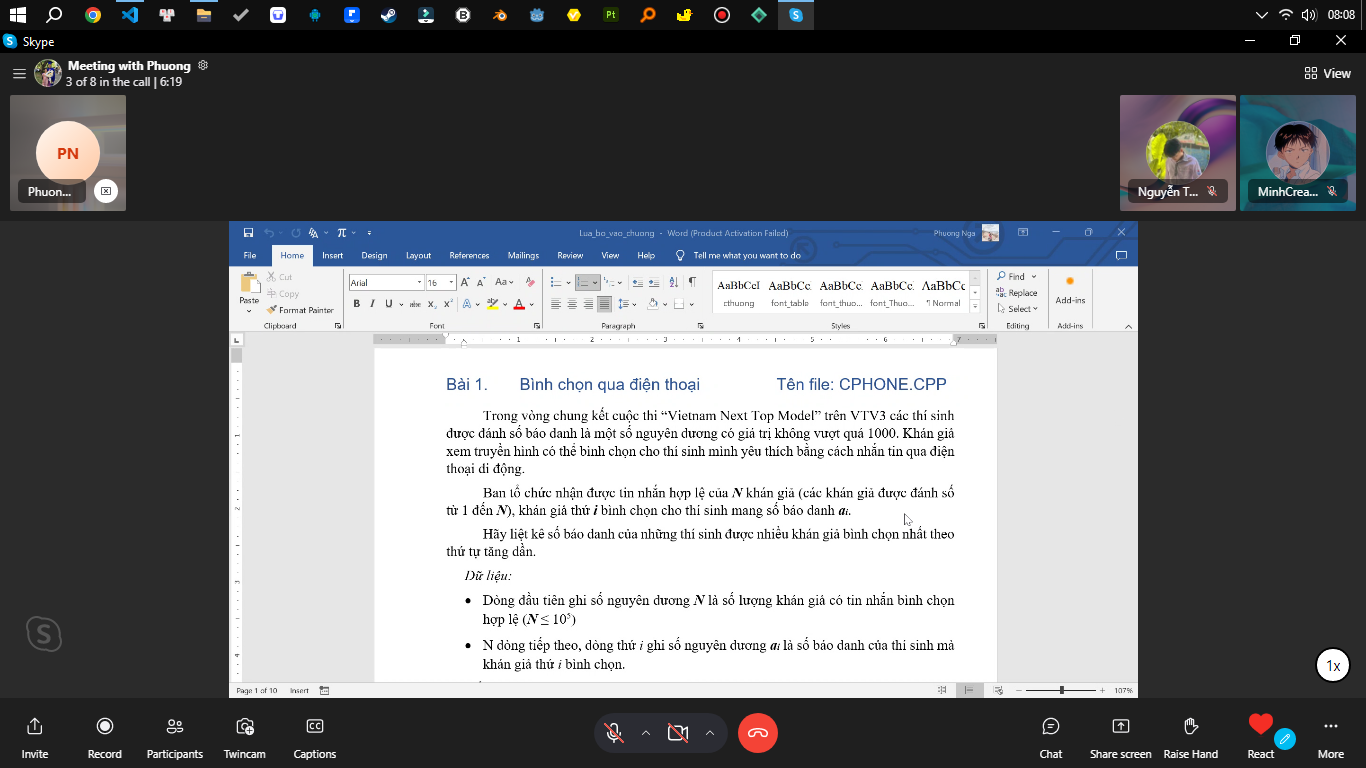 Pt
08:08
Skype
Meeting with Phuong
3 of 8 in the call | 6:19
View
PN
Phuon...
Nguyễn T...
MinhCrea...
Lua_bo_vao_chuong - Word (Product Activation Failed)
Phuong Nga
File Home Insert Design Layout References Mailings Review View Help Tell me what you want to do
Paste
Cut
Copy
Format Painter
Clipboard
Arial 16
Font
Paragraph
AaBbCcI AaBbCc AaBbCc. AaBbCc. AaBbCc
cthuong font_table font_thuo... font_Thuo... ¶ Normal
Styles
Find
Replace
Select
Editing
Add-ins
Add-ins
1 2 3 4 5 6 7
Bài 1. Bình chọn qua điện thoại Tên file: CPHONE.CPP
Trong vòng chung kết cuộc thi “Vietnam Next Top Model” trên VTV3 các thí sinh
được đánh số báo danh là một số nguyên dương có giá trị không vượt quá 1000. Khán giả
xem truyền hình có thể bình chọn cho thí sinh mình yêu thích bằng cách nhắn tin qua điện
thoại di động.
Ban tổ chức nhận được tin nhắn hợp lệ của N khán giả (các khán giả được đánh số
từ 1 đến N), khán giả thứ i bình chọn cho thí sinh mang số báo danh ai.
Hãy liệt kê số báo danh của những thí sinh được nhiều khán giả bình chọn nhất theo
thứ tự tăng dần.
Dữ liệu:
• Dòng đầu tiên ghi số nguyên dương N là số lượng khán giả có tin nhắn bình chọn
hợp lệ (N ≤ 10⁵)
• N dòng tiếp theo, dòng thứ i ghi số nguyên dương ai là số báo danh của thí sinh mà
khán giả thứ i bình chọn.
Page 1 of 10 Insert
107%
1x
Invite
Record
Participants
Twincam
Captions
Chat
Share screen
Raise Hand
React
More